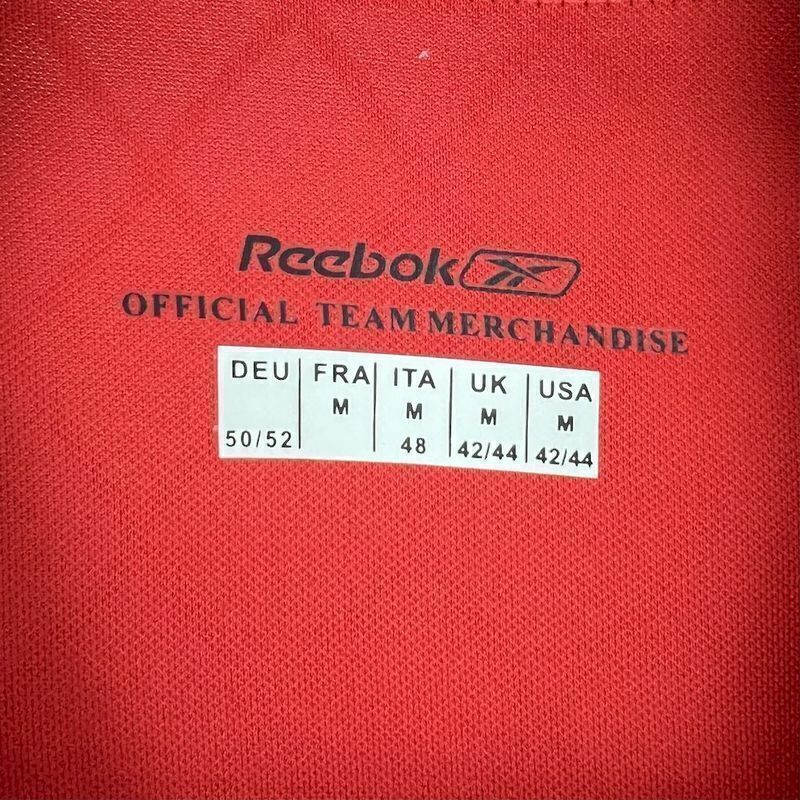 Reebok
OFFICIAL TEAM MERCHANDISE
DEU FRA ITA UK USA
M M M M
50/52 48 42/44 42/44